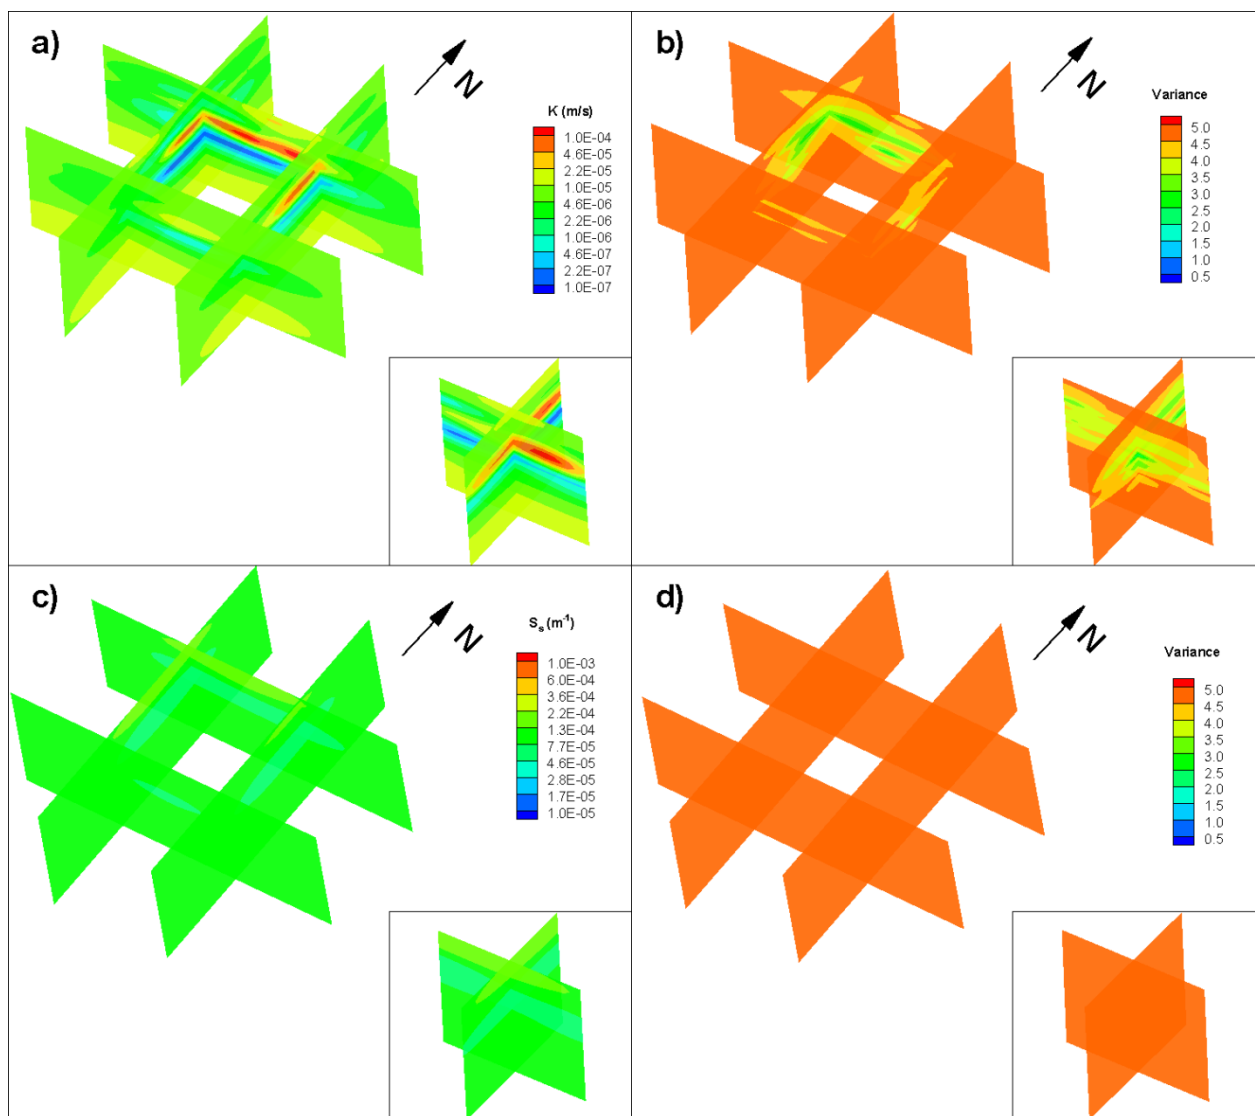 a)
N
K (m/s)
1.0E-04
4.6E-05
2.2E-05
1.0E-05
4.6E-06
2.2E-06
1.0E-06
4.6E-07
2.2E-07
1.0E-07
b)
N
Variance
5.0
4.5
4.0
3.5
3.0
2.5
2.0
1.5
1.0
0.5
c)
N
S_s (m^-1)
1.0E-03
6.0E-04
3.6E-04
2.2E-04
1.3E-04
7.7E-05
4.6E-05
2.8E-05
1.7E-05
1.0E-05
d)
N
Variance
5.0
4.5
4.0
3.5
3.0
2.5
2.0
1.5
1.0
0.5